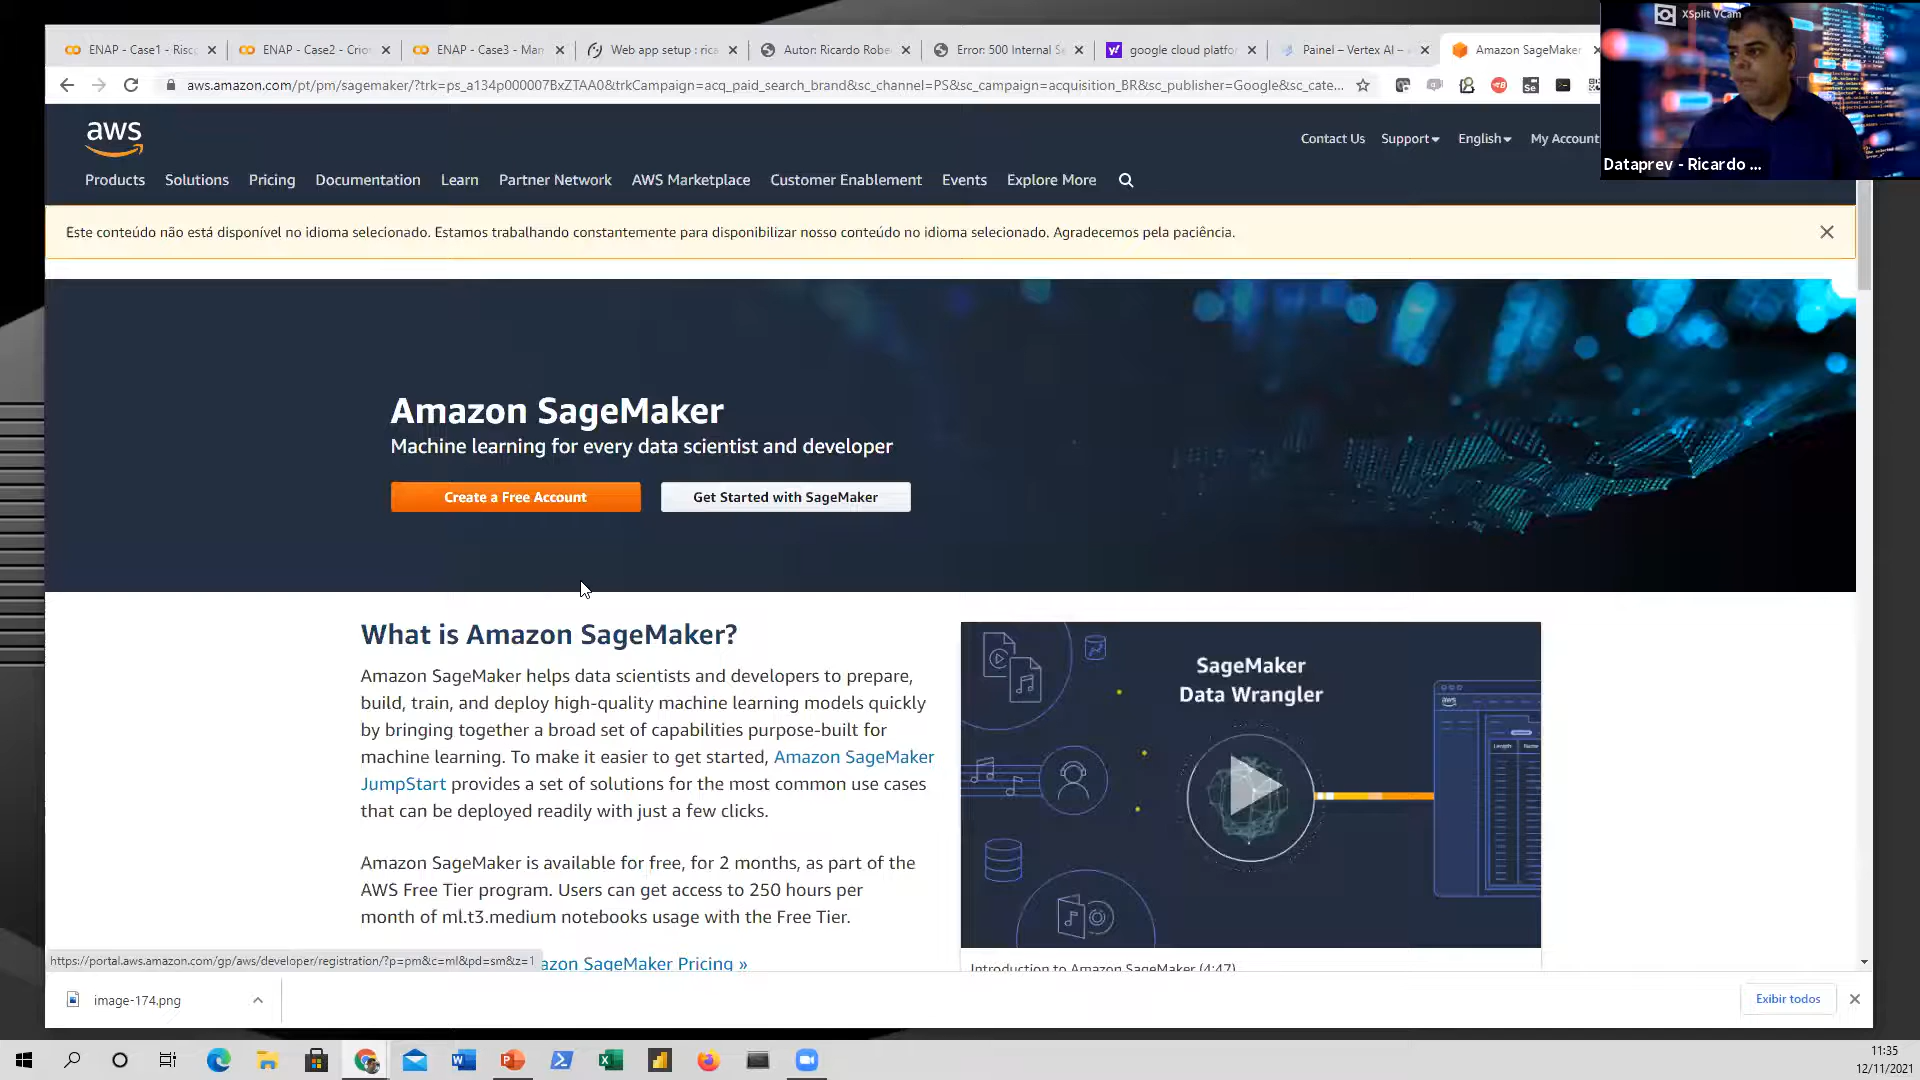 XSplit VCam
ENAP - Case1 - Risc
ENAP - Case2 - Crio
ENAP - Case3 - Man
Web app setup : rica
Autor: Ricardo Robe
Error: 500 Internal Se
google cloud platfo
Painel – Vertex AI –
Amazon SageMaker
aws.amazon.com/pt/pm/sagemaker/?trk=ps_a134p000007BxZTAA0&trkCampaign=acq_paid_search_brand&sc_channel=PS&sc_campaign=acquisition_BR&sc_publisher=Google&sc_cate...
aws
Contact Us
Support
English
My Account
Dataprev - Ricardo ...
Products
Solutions
Pricing
Documentation
Learn
Partner Network
AWS Marketplace
Customer Enablement
Events
Explore More
Este conteúdo não está disponível no idioma selecionado. Estamos trabalhando constantemente para disponibilizar nosso conteúdo no idioma selecionado. Agradecemos pela paciência.
Amazon SageMaker
Machine learning for every data scientist and developer
Create a Free Account
Get Started with SageMaker
What is Amazon SageMaker?
Amazon SageMaker helps data scientists and developers to prepare,
build, train, and deploy high-quality machine learning models quickly
by bringing together a broad set of capabilities purpose-built for
machine learning. To make it easier to get started, Amazon SageMaker
JumpStart provides a set of solutions for the most common use cases
that can be deployed readily with just a few clicks.
Amazon SageMaker is available for free, for 2 months, as part of the
AWS Free Tier program. Users can get access to 250 hours per
month of ml.t3.medium notebooks usage with the Free Tier.
azon SageMaker Pricing »
SageMaker
Data Wrangler
aws
Length
Name
Introduction to Amazon SageMaker (4:47)
https://portal.aws.amazon.com/gp/aws/developer/registration/?p=pm&c=ml&pd=sm&z=1
image-174.png
Exibir todos
11:35
12/11/2021